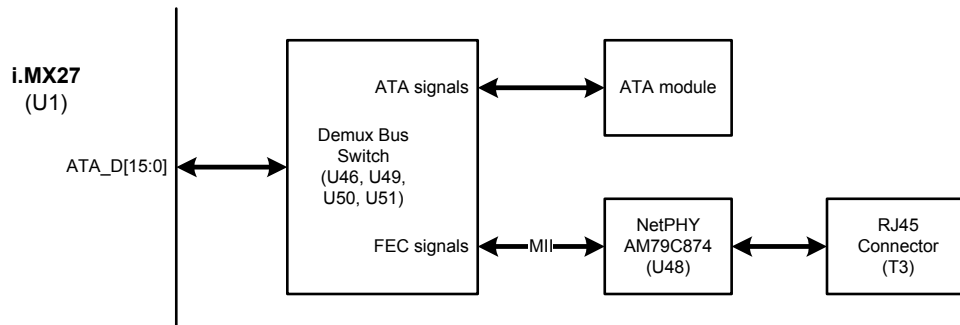 i.MX27
(U1)
ATA_D[15:0]
ATA signals
Demux Bus
Switch
(U46, U49,
U50, U51)
FEC signals
ATA module
MII
NetPHY
AM79C874
(U48)
RJ45
Connector
(T3)